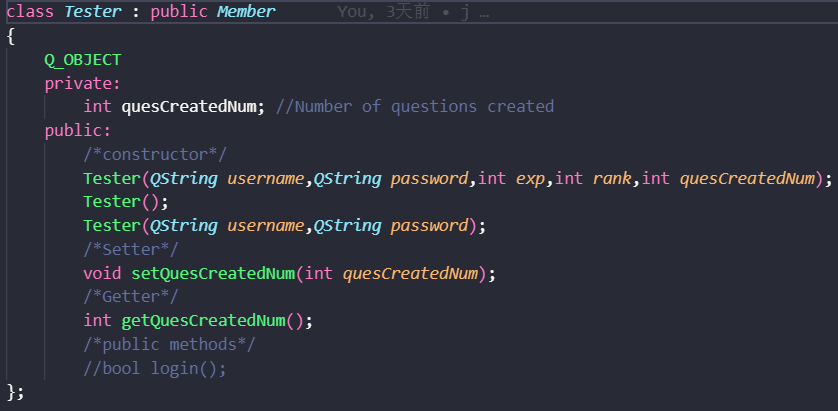 class Tester : public Member You, 3天前 • j …
{
Q_OBJECT
private:
int quesCreatedNum; //Number of questions created
public:
/*constructor*/
Tester(QString username,QString password,int exp,int rank,int quesCreatedNum);
Tester();
Tester(QString username,QString password);
/*Setter*/
void setQuesCreatedNum(int quesCreatedNum);
/*Getter*/
int getQuesCreatedNum();
/*public methods*/
//bool login();
};